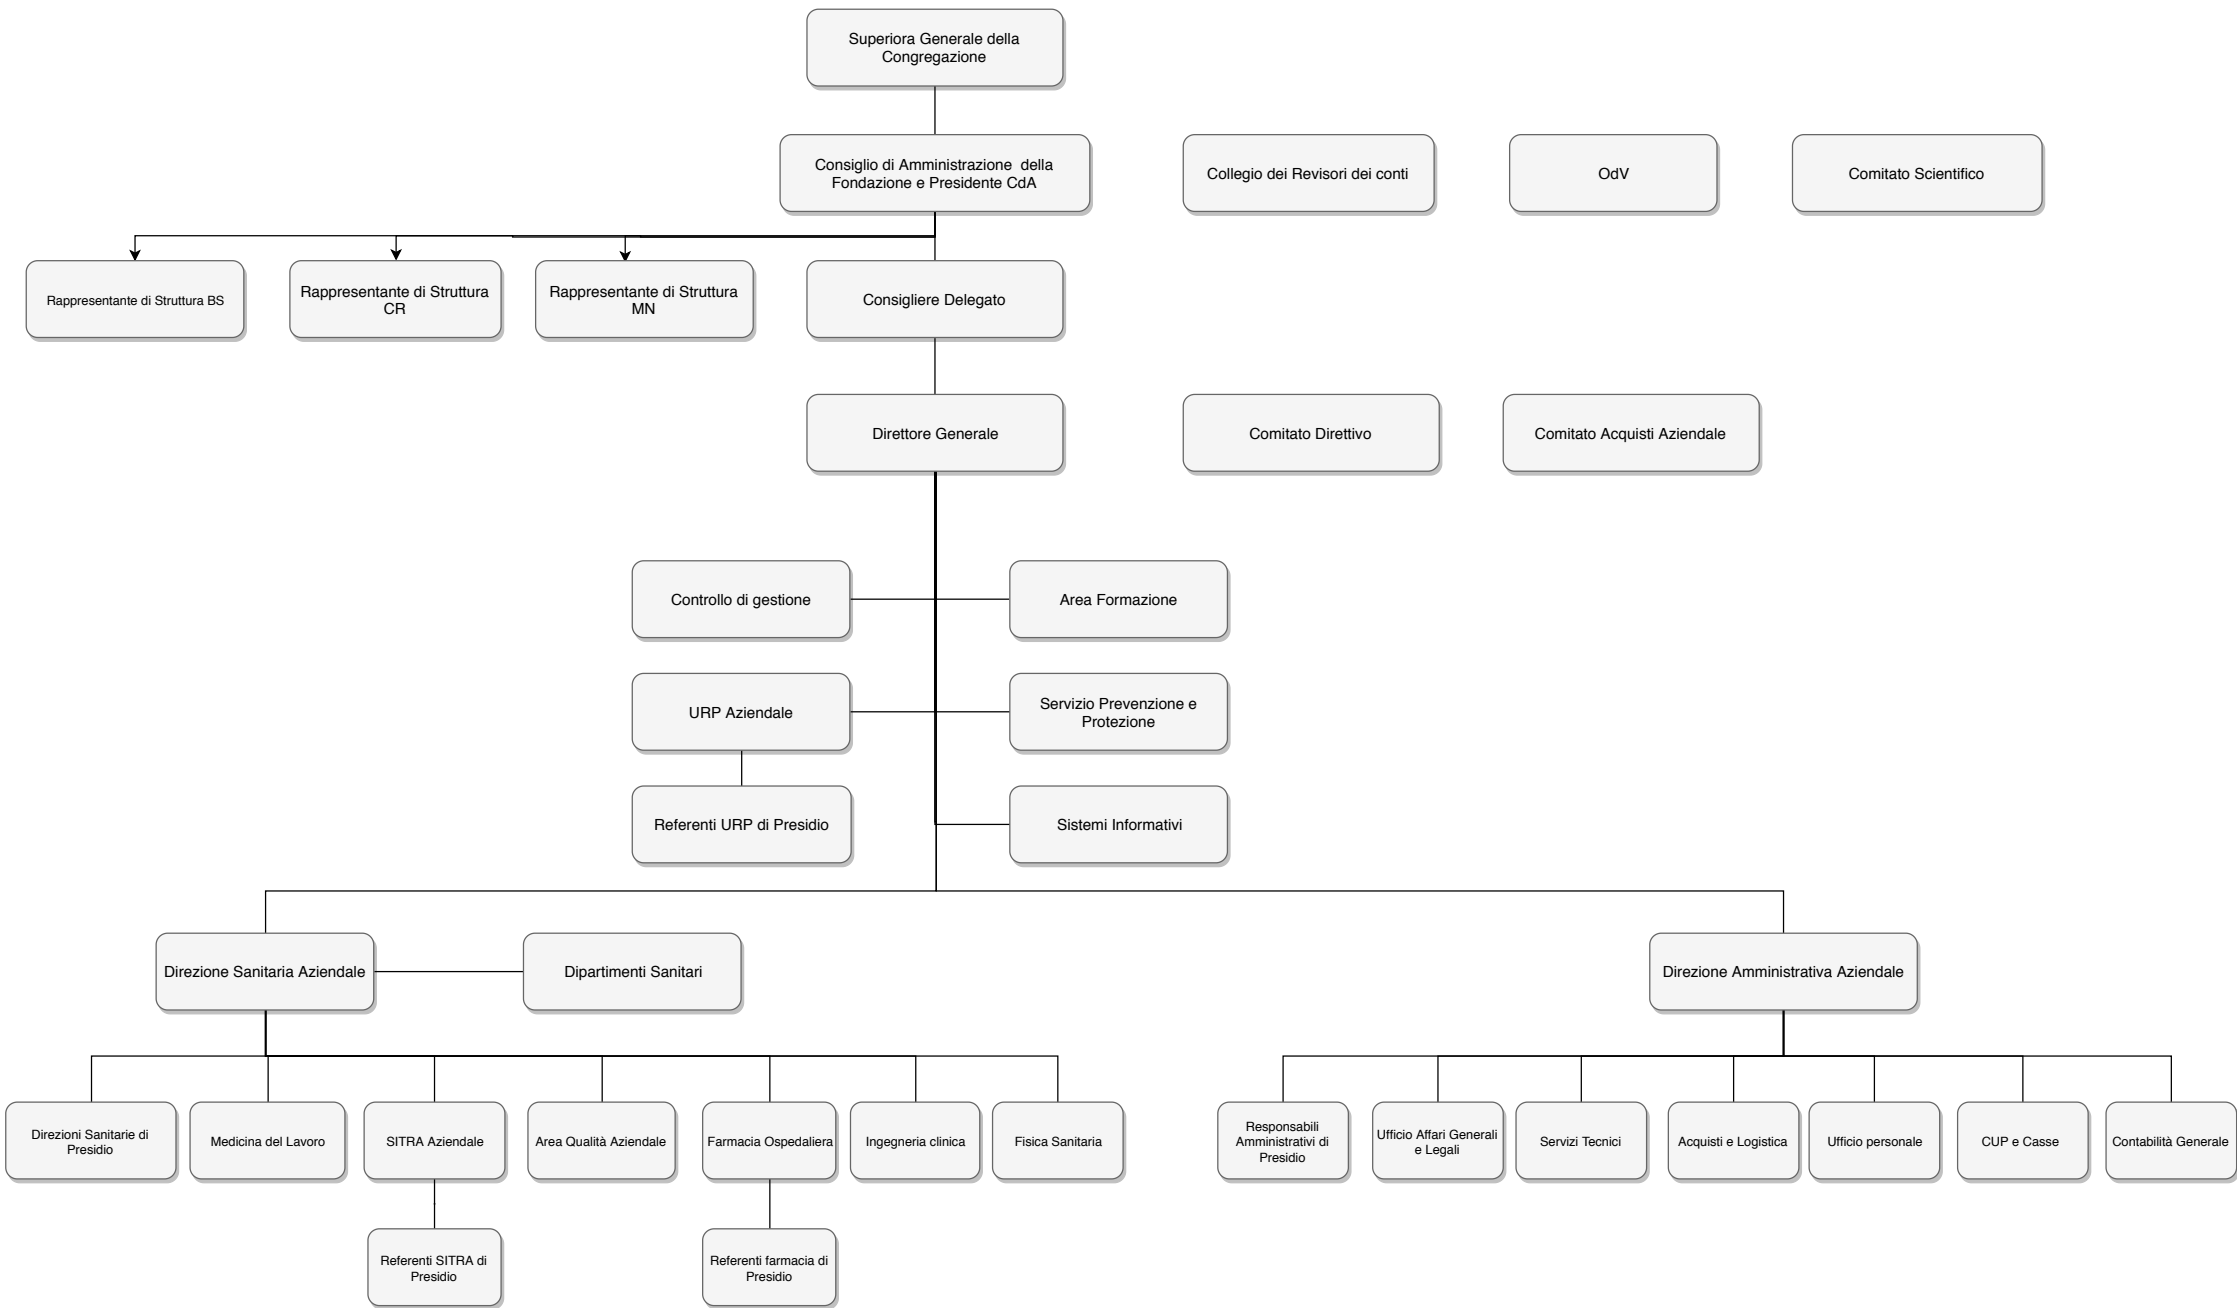 Superiora Generale della
Congregazione
Consiglio di Amministrazione della
Fondazione e Presidente CdA
Collegio dei Revisori dei conti
OdV
Comitato Scientifico
Rappresentante di Struttura BS
Rappresentante di Struttura
CR
Rappresentante di Struttura
MN
Consigliere Delegato
Direttore Generale
Comitato Direttivo
Comitato Acquisti Aziendale
Controllo di gestione
Area Formazione
URP Aziendale
Servizio Prevenzione e
Protezione
Referenti URP di Presidio
Sistemi Informativi
Direzione Sanitaria Aziendale
Dipartimenti Sanitari
Direzione Amministrativa Aziendale
Direzioni Sanitarie di
Presidio
Medicina del Lavoro
SITRA Aziendale
Area Qualità Aziendale
Farmacia Ospedaliera
Ingegneria clinica
Fisica Sanitaria
Responsabili
Amministrativi di
Presidio
Ufficio Affari Generali
e Legali
Servizi Tecnici
Acquisti e Logistica
Ufficio personale
CUP e Casse
Contabilità Generale
Referenti SITRA di
Presidio
Referenti farmacia di
Presidio